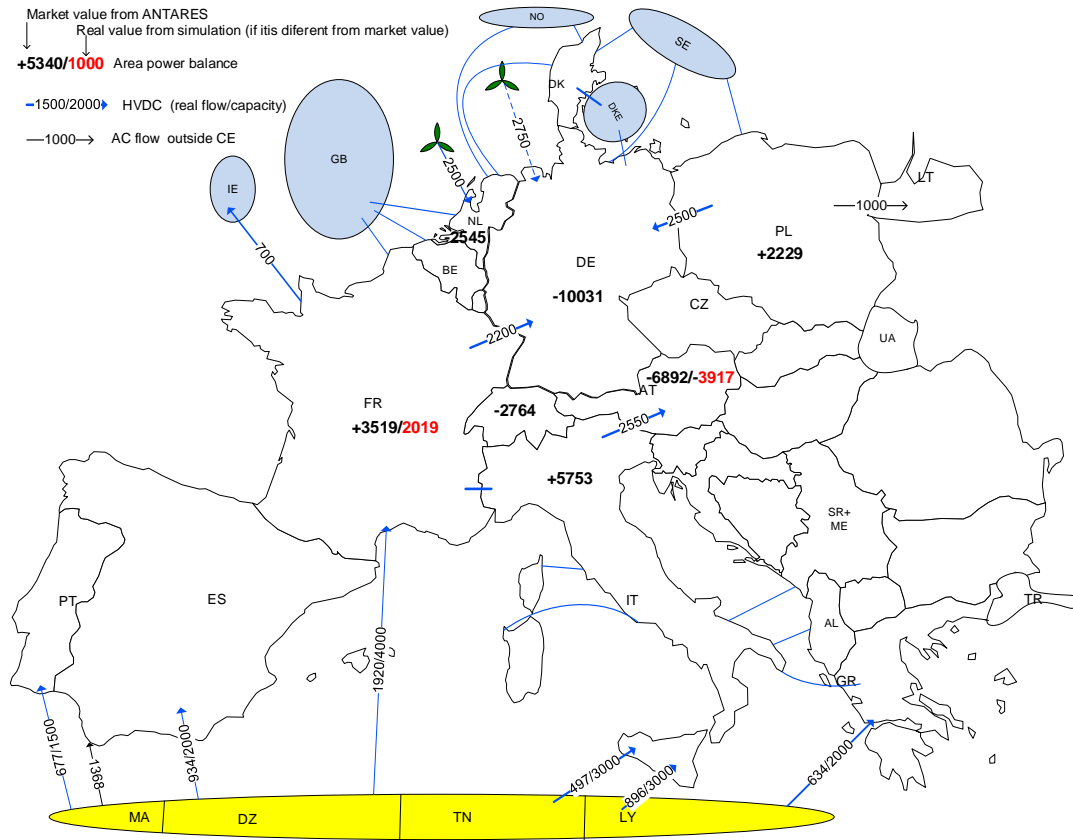 Market value from ANTARES
Real value from simulation (if itis diferent from market value)
+5340/1000 Area power balance
1500/2000 HVDC (real flow/capacity)
1000 AC flow outside CE
NO
SE
DK
DKE
GB
IE
2750
2500
700
NL
-2545
BE
DE
-10031
2500
PL
+2229
LT
1000
CZ
UA
2200
-6892/-3917
AT
2550
FR
+3519/2019
-2764
+5753
SR+
ME
PT
ES
IT
AL
TR
GR
1920/4000
677/1500
1398
934/2000
497/3000
896/3000
634/2000
MA
DZ
TN
LY